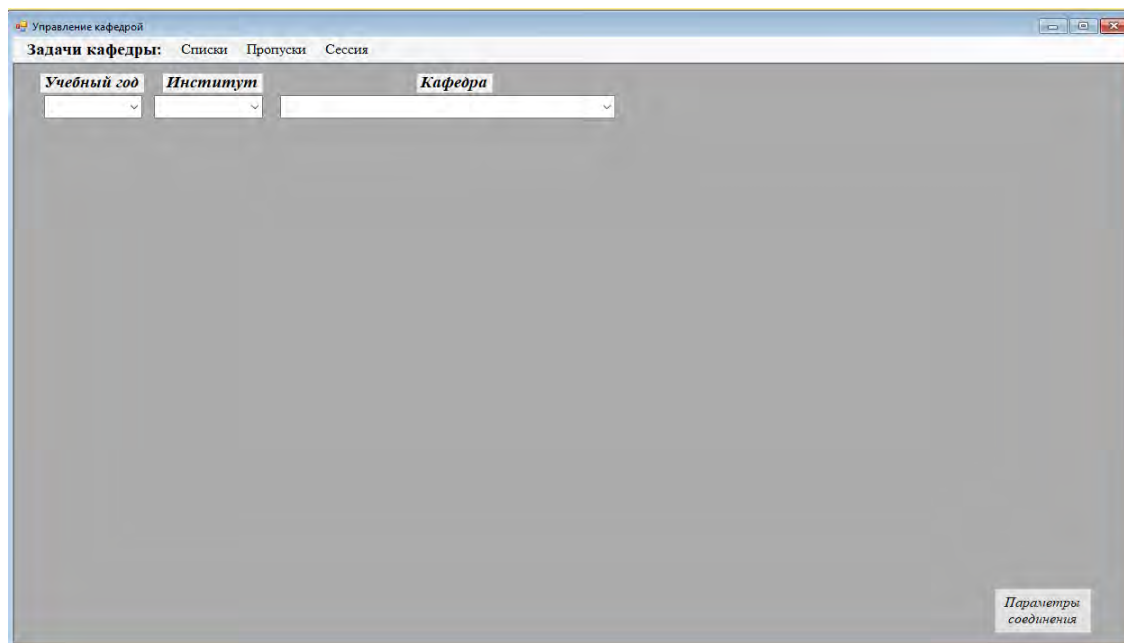 Управление кафедрой
Задачи кафедры: Списки Пропуски Сессия
Учебный год Институт Кафедра
Параметры
соединения